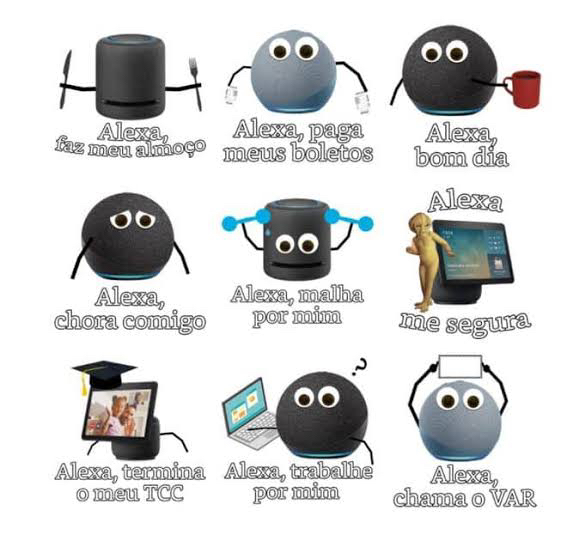 Alexa,
faz meu almoço
Alexa, paga
meus boletos
Alexa,
bom dia
Alexa,
chora comigo
Alexa, malha
por mim
Alexa
me segura
Alexa, termina
o meu TCC
?
Alexa, trabalhe
por mim
Alexa,
chama o VAR